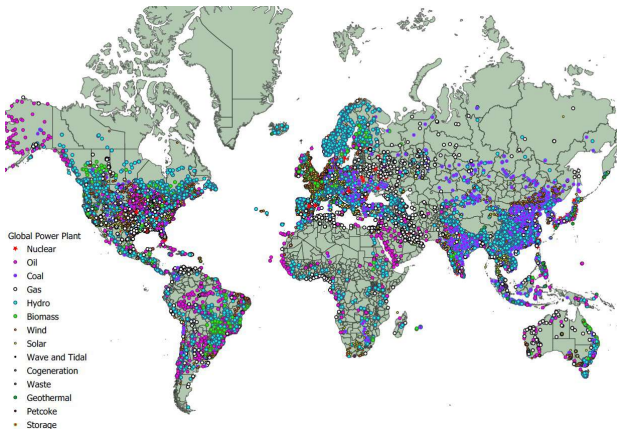 Global Power Plant
Nuclear
Oil
Coal
Gas
Hydro
Biomass
Wind
Solar
Wave and Tidal
Cogeneration
Waste
Geothermal
Petcoke
Storage